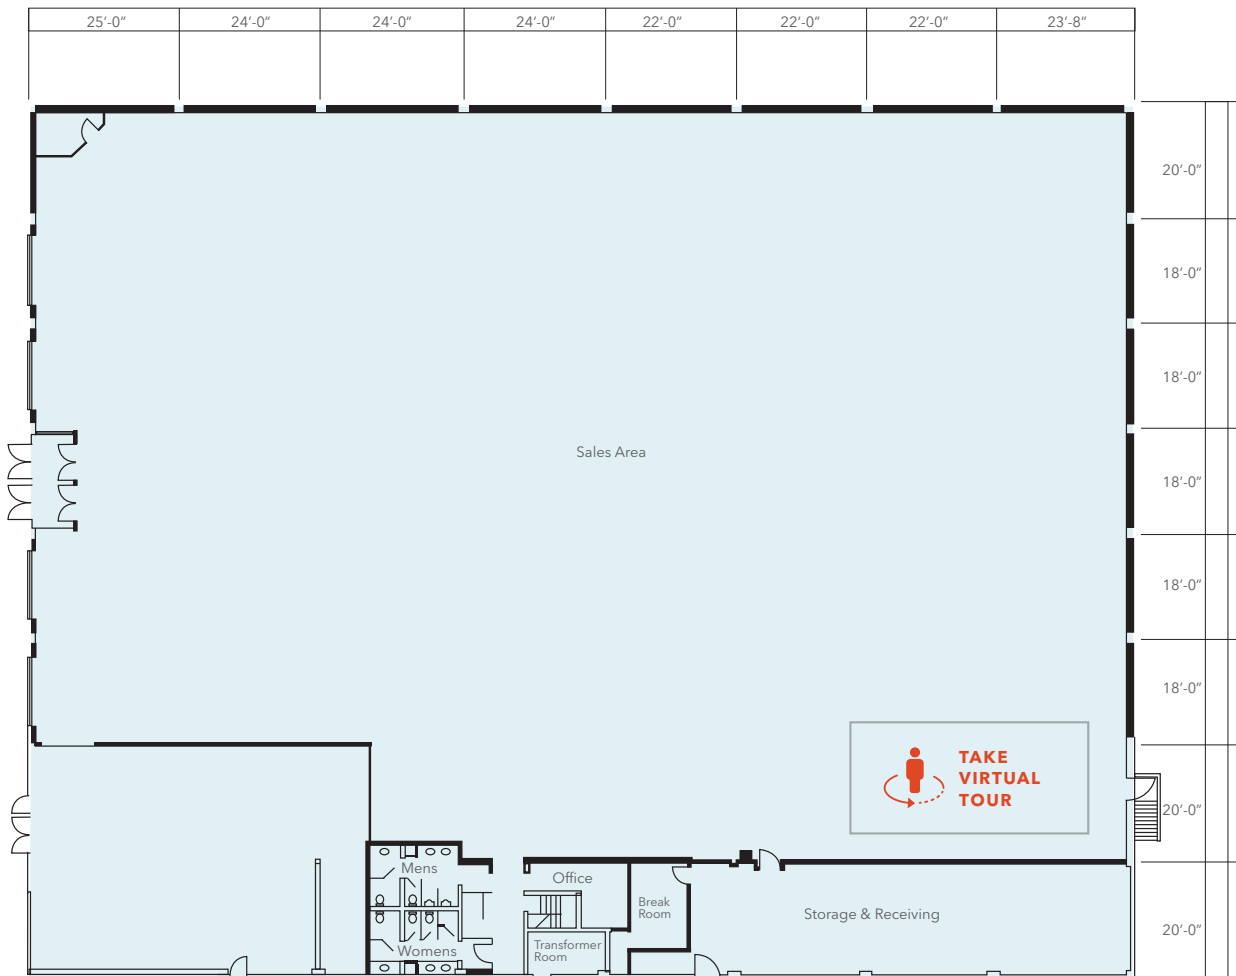 25'-0"
24'-0"
24'-0"
24'-0"
22'-0"
22'-0"
22'-0"
23'-8"
20'-0"
18'-0"
18'-0"
Sales Area
18'-0"
18'-0"
18'-0"
TAKE
VIRTUAL
TOUR
20'-0"
Mens
Office
Break
Room
Storage & Receiving
20'-0"
Womens
Transformer
Room